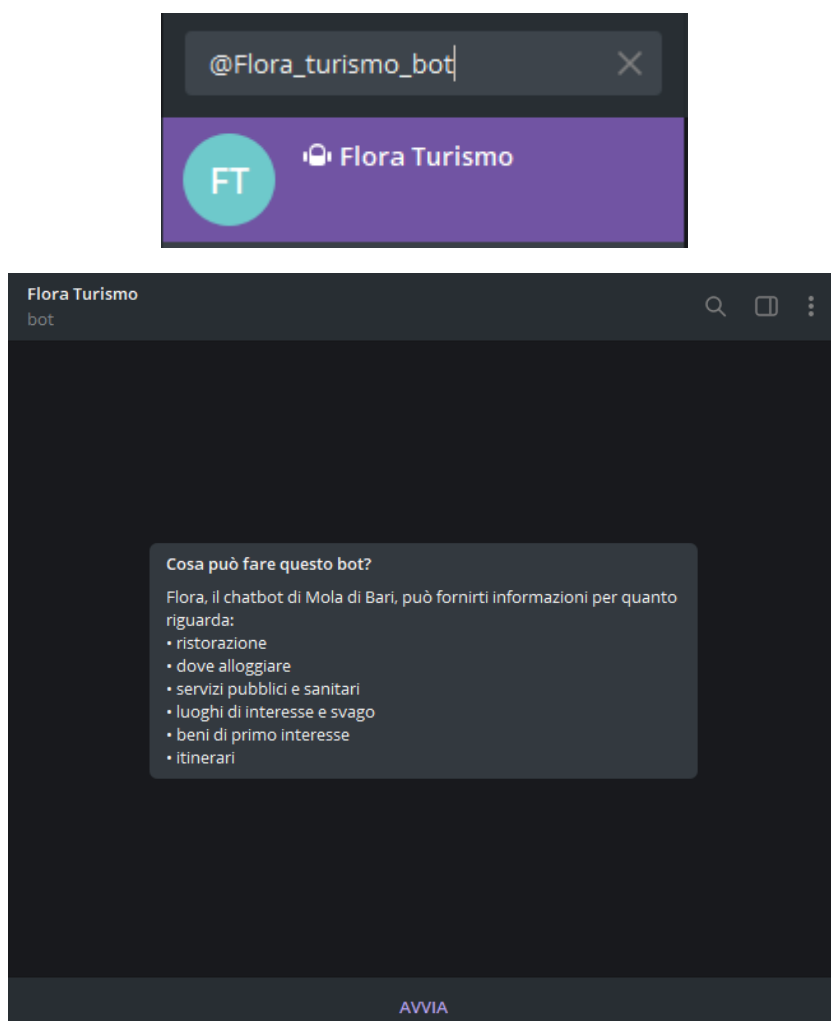 @Flora_turismo_bot
FT
Flora Turismo
Flora Turismo
bot
Cosa può fare questo bot?
Flora, il chatbot di Mola di Bari, può fornirti informazioni per quanto
riguarda:
• ristorazione
• dove alloggiare
• servizi pubblici e sanitari
• luoghi di interesse e svago
• beni di primo interesse
• itinerari
AVVIA